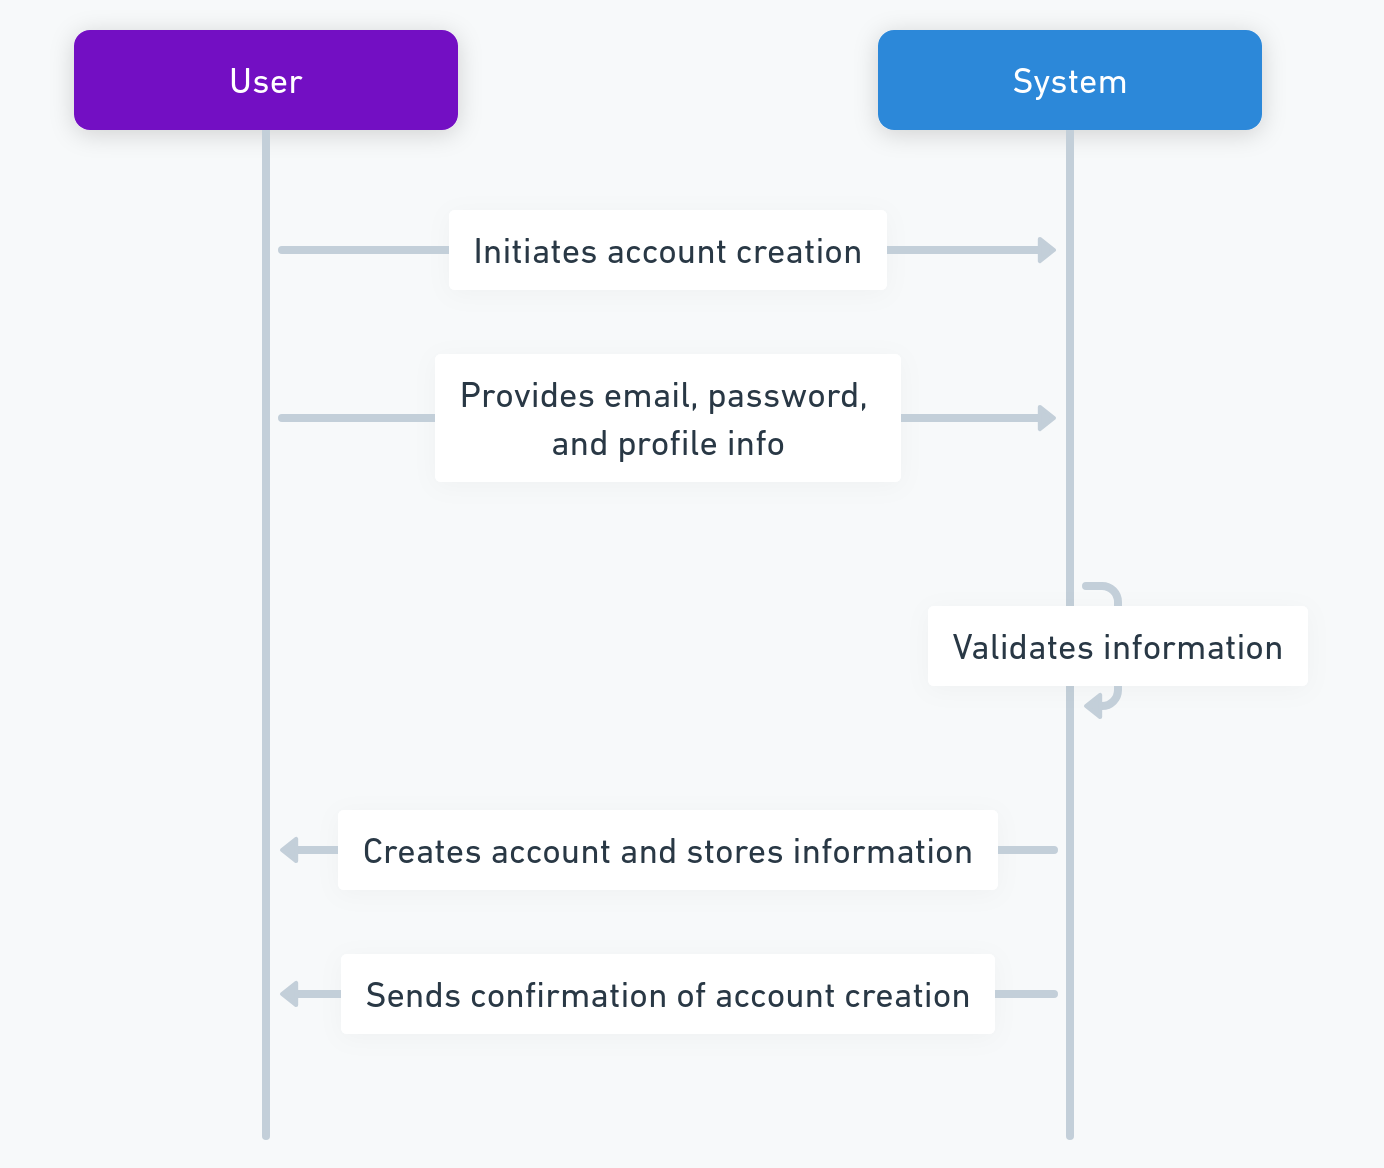 User
System
Initiates account creation
Provides email, password,
and profile info
Validates information
Creates account and stores information
Sends confirmation of account creation